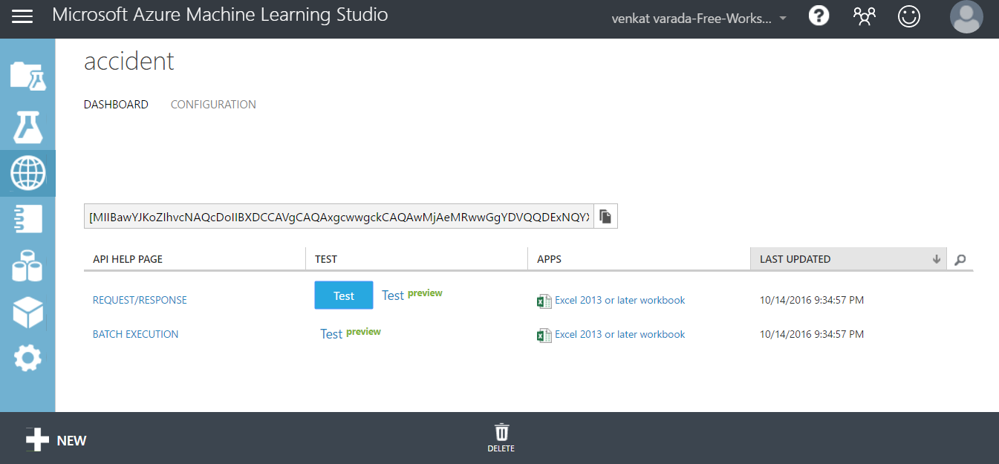 Microsoft Azure Machine Learning Studio
venkat varada-Free-Works...
accident
DASHBOARD CONFIGURATION
[MIIBawYJKoZIhvcNAQcDoIIBXDCCAVgCAQAxgcwwgckCAQAwMjAeMRwwGgYDVQQDExNQYX
API HELP PAGE TEST APPS LAST UPDATED
REQUEST/RESPONSE Test Test preview Excel 2013 or later workbook 10/14/2016 9:34:57 PM
BATCH EXECUTION Test preview Excel 2013 or later workbook 10/14/2016 9:34:57 PM
NEW
DELETE